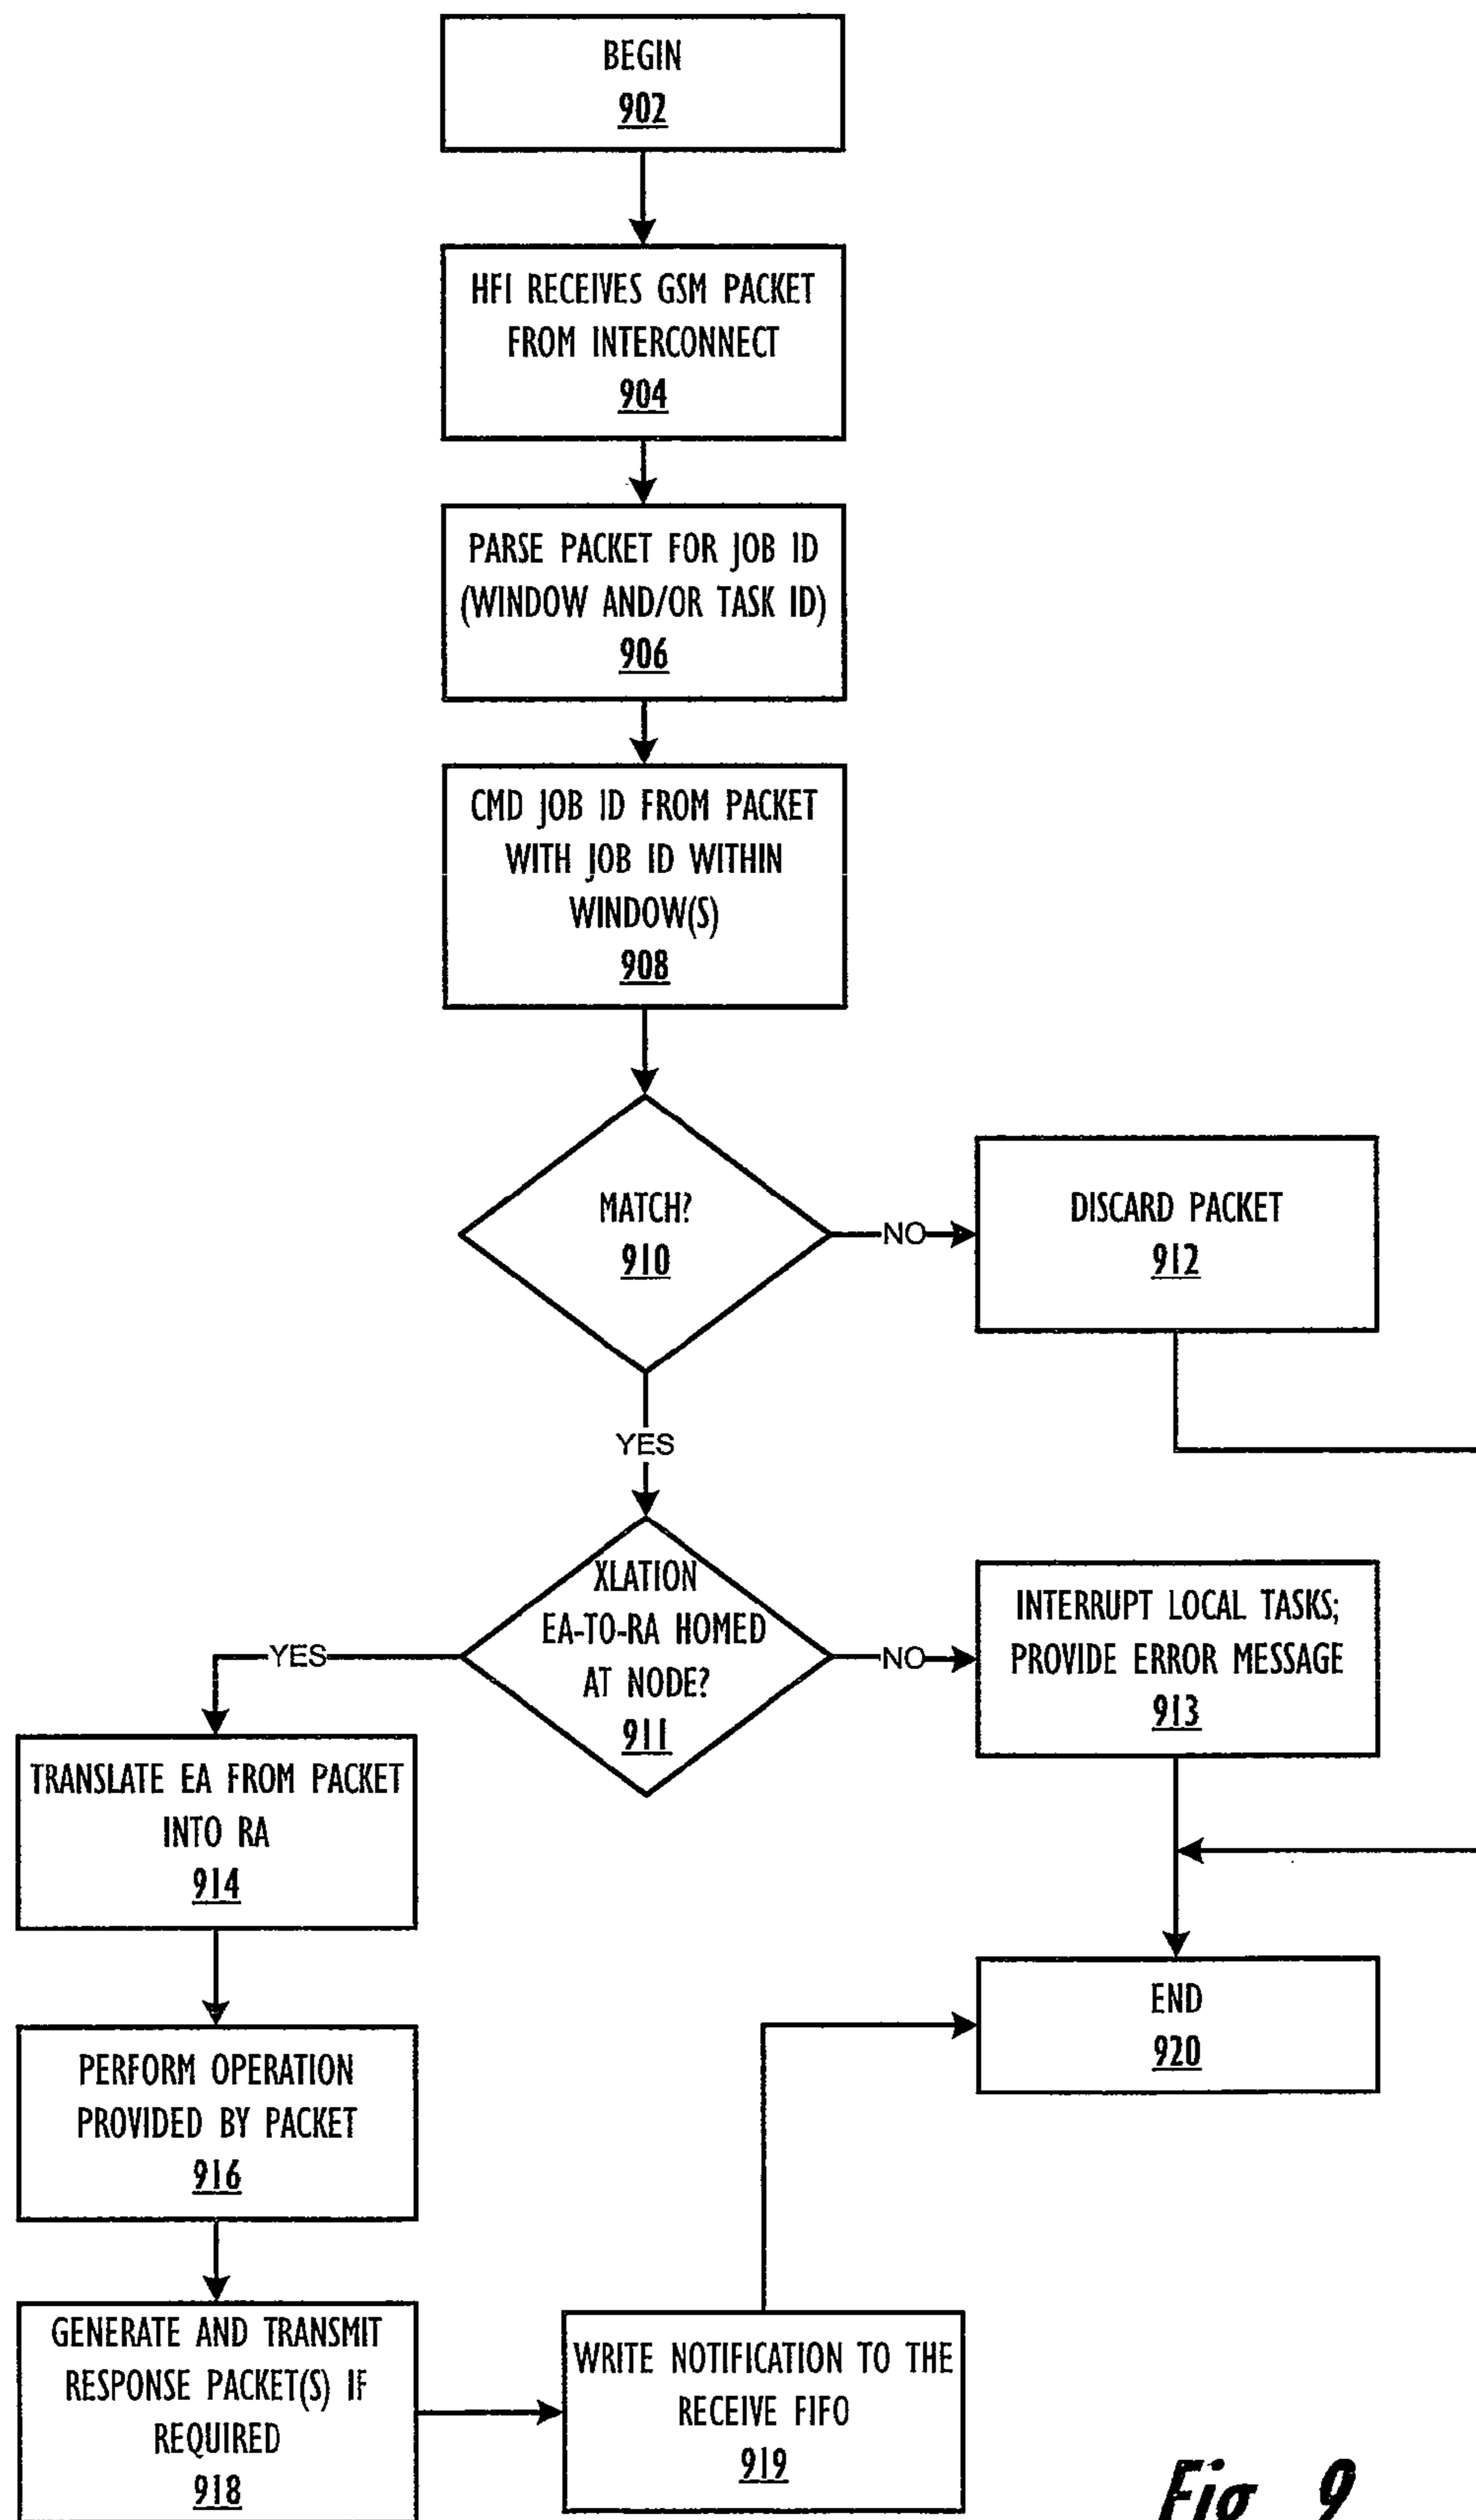 BEGIN
902
HFI RECEIVES GSM PACKET
FROM INTERCONNECT
904
PARSE PACKET FOR JOB ID
(WINDOW AND/OR TASK ID)
906
CMD JOB ID FROM PACKET
WITH JOB ID WITHIN
WINDOW(S)
908
MATCH?
910
NO
DISCARD PACKET
912
YES
XLATION
EA-TO-RA HOMED
AT NODE?
911
NO
INTERRUPT LOCAL TASKS;
PROVIDE ERROR MESSAGE
913
YES
TRANSLATE EA FROM PACKET
INTO RA
914
PERFORM OPERATION
PROVIDED BY PACKET
916
GENERATE AND TRANSMIT
RESPONSE PACKET(S) IF
REQUIRED
918
WRITE NOTIFICATION TO THE
RECEIVE FIFO
919
END
920
Fig. 9